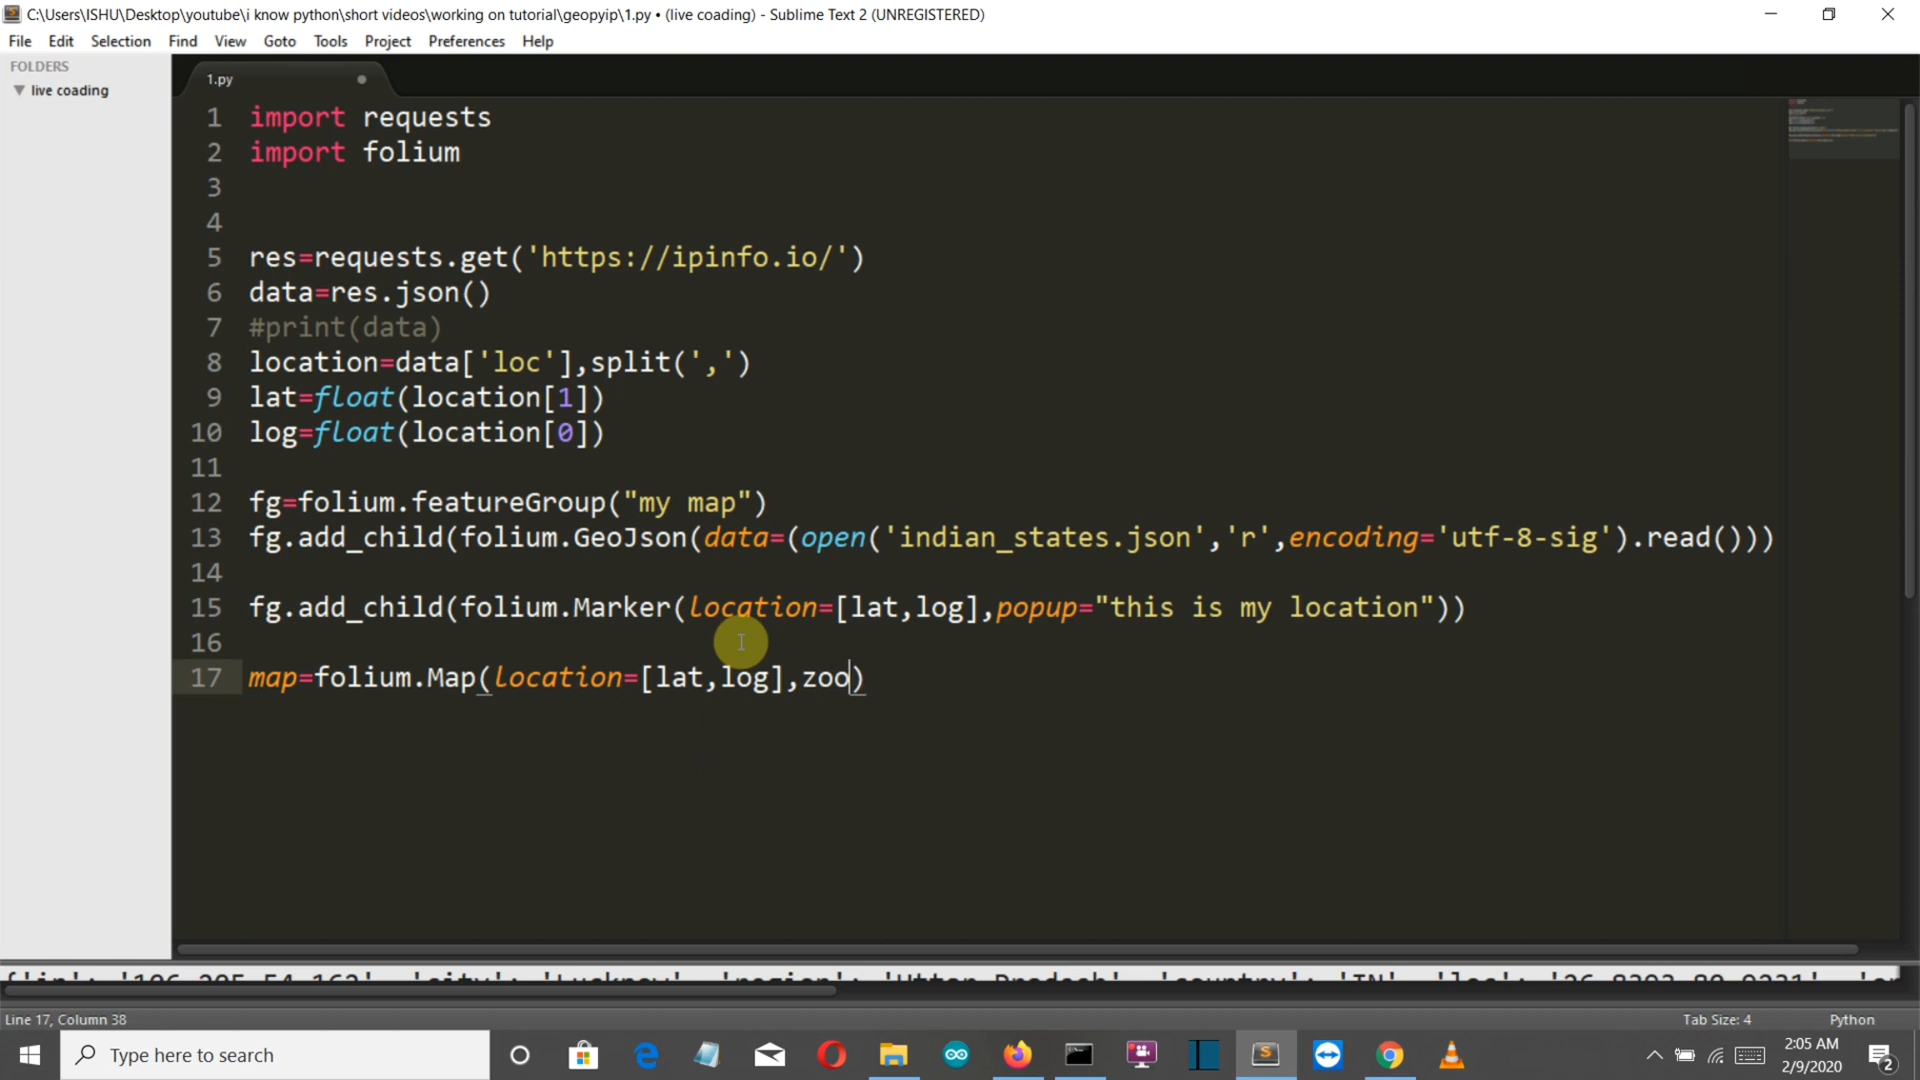 C:\Users\ISHU\Desktop\youtube\i know python\short videos\working on tutorial\geopyip\1.py • (live coading) - Sublime Text 2 (UNREGISTERED)
File Edit Selection Find View Goto Tools Project Preferences Help
FOLDERS
live coading
1.py
1 import requests
2 import folium
3
4
5 res=requests.get('https://ipinfo.io/')
6 data=res.json()
7 #print(data)
8 location=data['loc'],split(',')
9 lat=float(location[1])
10 log=float(location[0])
11
12 fg=folium.featureGroup("my map")
13 fg.add_child(folium.GeoJson(data=(open('indian_states.json','r',encoding='utf-8-sig').read()))
14
15 fg.add_child(folium.Marker(location=[lat,log],popup="this is my location"))
16
17 map=folium.Map(location=[lat,log],zoo)
Line 17, Column 38
Tab Size: 4
Python
Type here to search
2:05 AM
2/9/2020
2